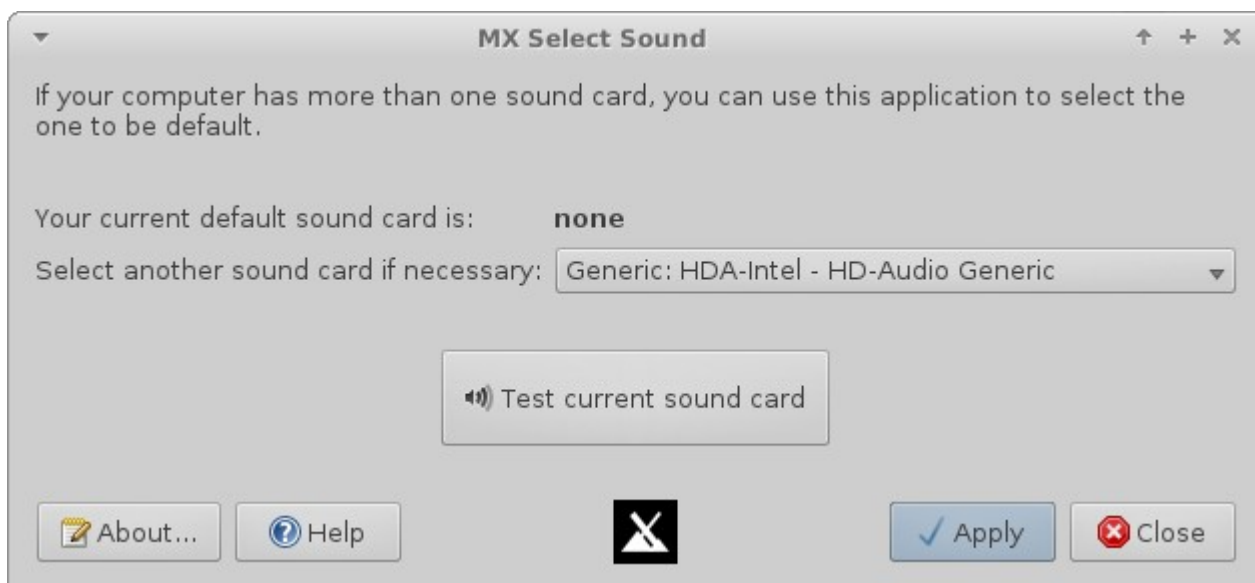 MX Select Sound
If your computer has more than one sound card, you can use this application to select the
one to be default.
Your current default sound card is: none
Select another sound card if necessary: Generic: HDA-Intel - HD-Audio Generic
Test current sound card
About... Help Apply Close